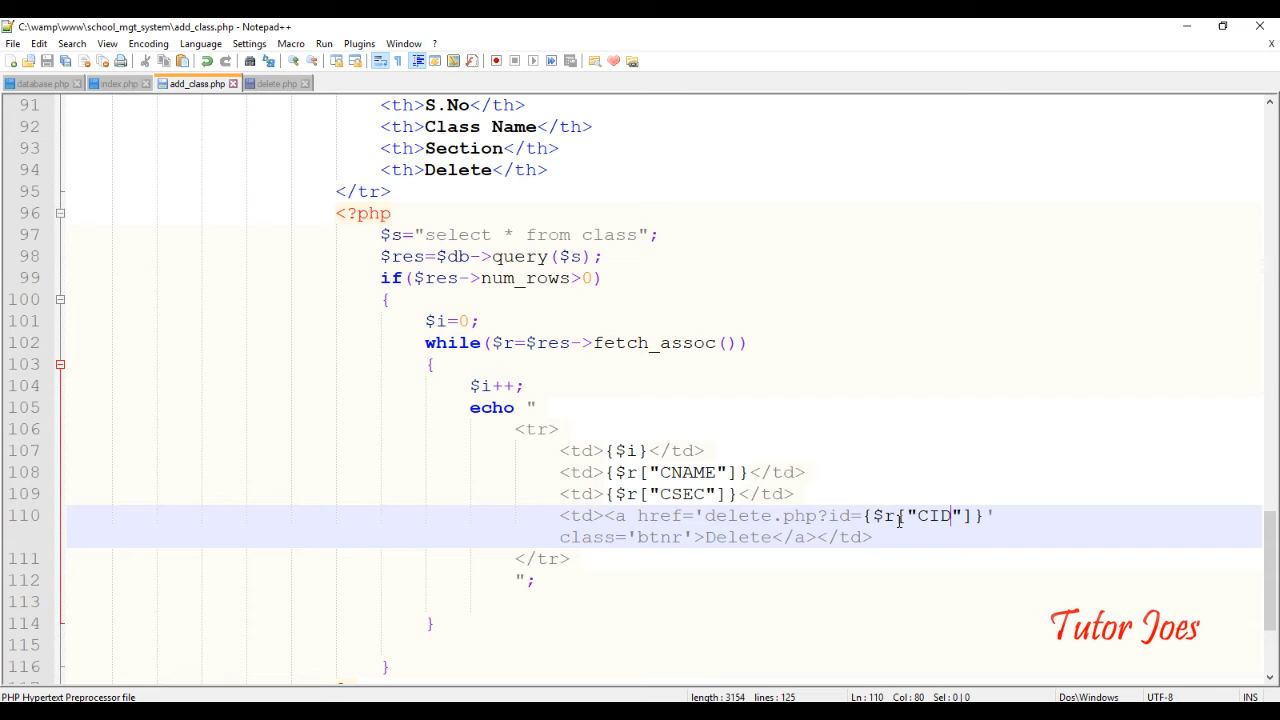 C:\wamp\www\school_mgt_system\add_class.php - Notepad++
File Edit Search View Encoding Language Settings Macro Run Plugins Window ? X
database.php index.php add_class.php delete.php
91 <th>S.No</th>
92 <th>Class Name</th>
93 <th>Section</th>
94 <th>Delete</th>
95 </tr>
96 <?php
97 $s="select * from class";
98 $res=$db->query($s);
99 if($res->num_rows>0)
100 {
101 $i=0;
102 while($r=$res->fetch_assoc())
103 {
104 $i++;
105 echo "
106 <tr>
107 <td>{$i}</td>
108 <td>{$r["CNAME"]}</td>
109 <td>{$r["CSEC"]}</td>
110 <td><a href='delete.php?id={$r["CID"]}'
class='btnr'>Delete</a></td>
111 </tr>
112 ";
113
114 }
115
116 }
Tutor Joes
PHP Hypertext Preprocessor file length : 3154 lines : 125 Ln : 110 Col : 80 Sel : 0 | 0 Dos\Windows UTF-8 INS